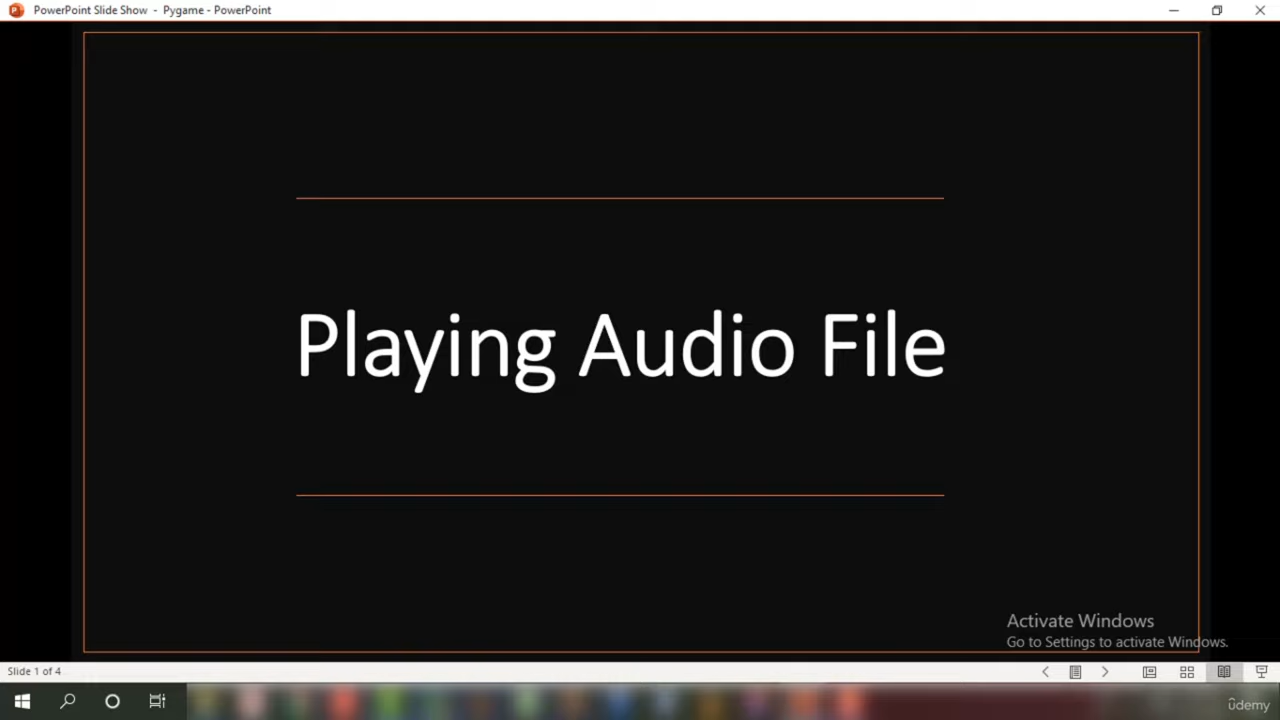 PowerPoint Slide Show - Pygame - PowerPoint
Playing Audio File
Activate Windows
Go to Settings to activate Windows.
Slide 1 of 4
ûdemy